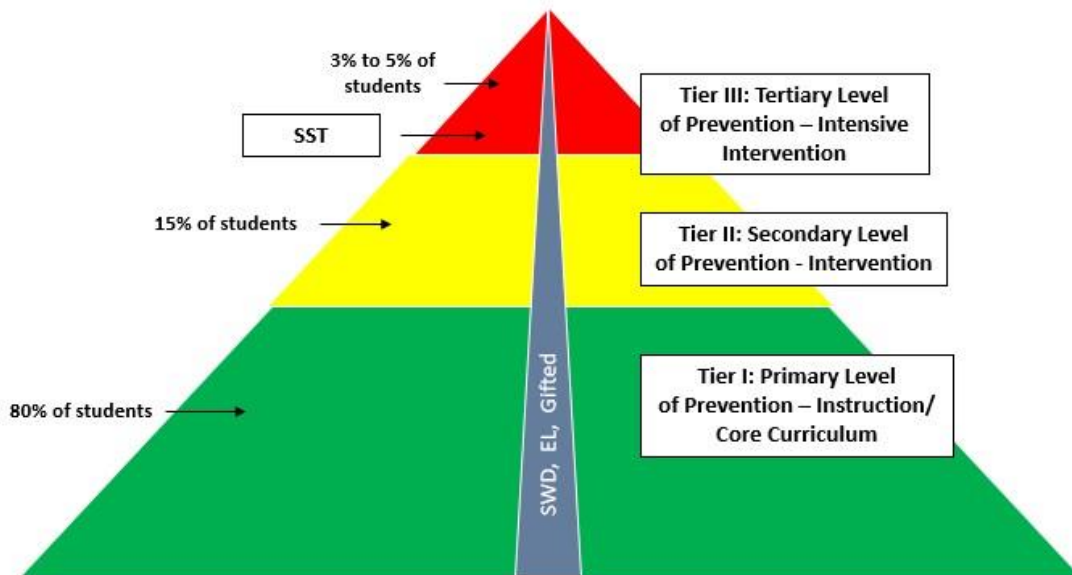 3% to 5% of
students
SST
Tier III: Tertiary Level
of Prevention – Intensive
Intervention
15% of students
Tier II: Secondary Level
of Prevention - Intervention
80% of students
Tier I: Primary Level
of Prevention – Instruction/
Core Curriculum
SWD, EL, Gifted